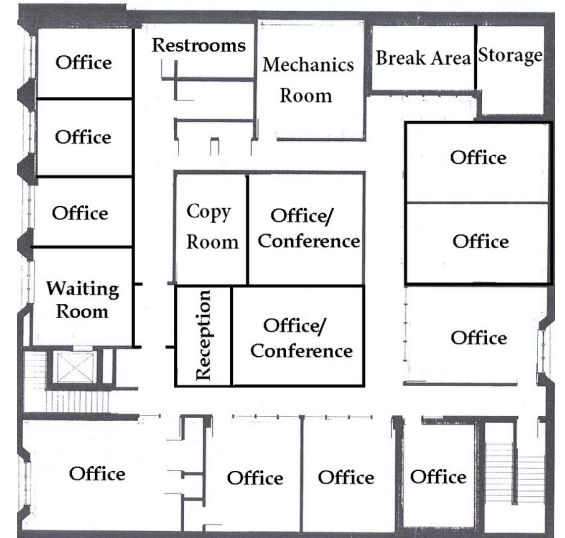 Restrooms
Office
Mechanics
Room
Break Area
Storage
Office
Office
Office
Office
Copy
Room
Office/
Conference
Office
Waiting
Room
Reception
Office/
Conference
Office
Office
Office
Office
Office